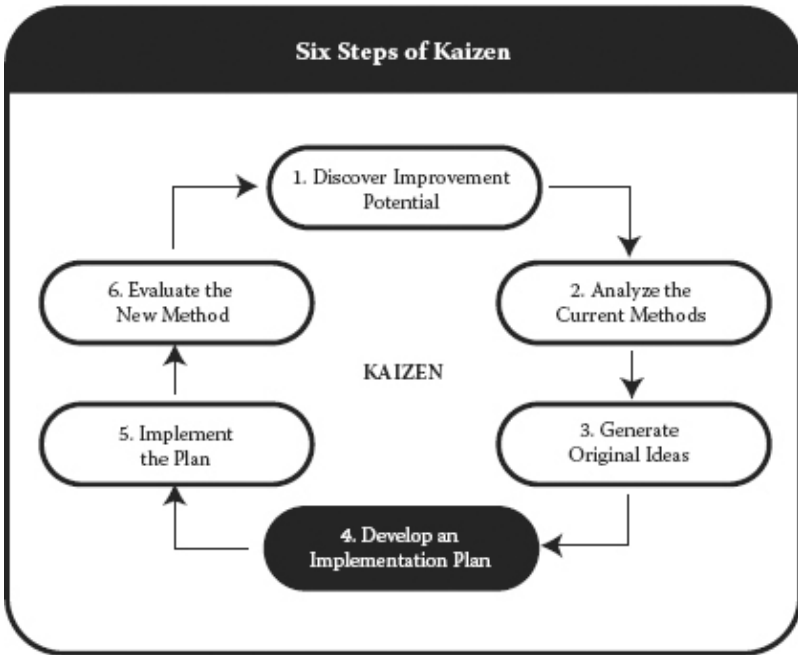 Six Steps of Kaizen
1. Discover Improvement
Potential
2. Analyze the
Current Methods
3. Generate
Original Ideas
4. Develop an
Implementation Plan
5. Implement
the Plan
6. Evaluate the
New Method
KAIZEN